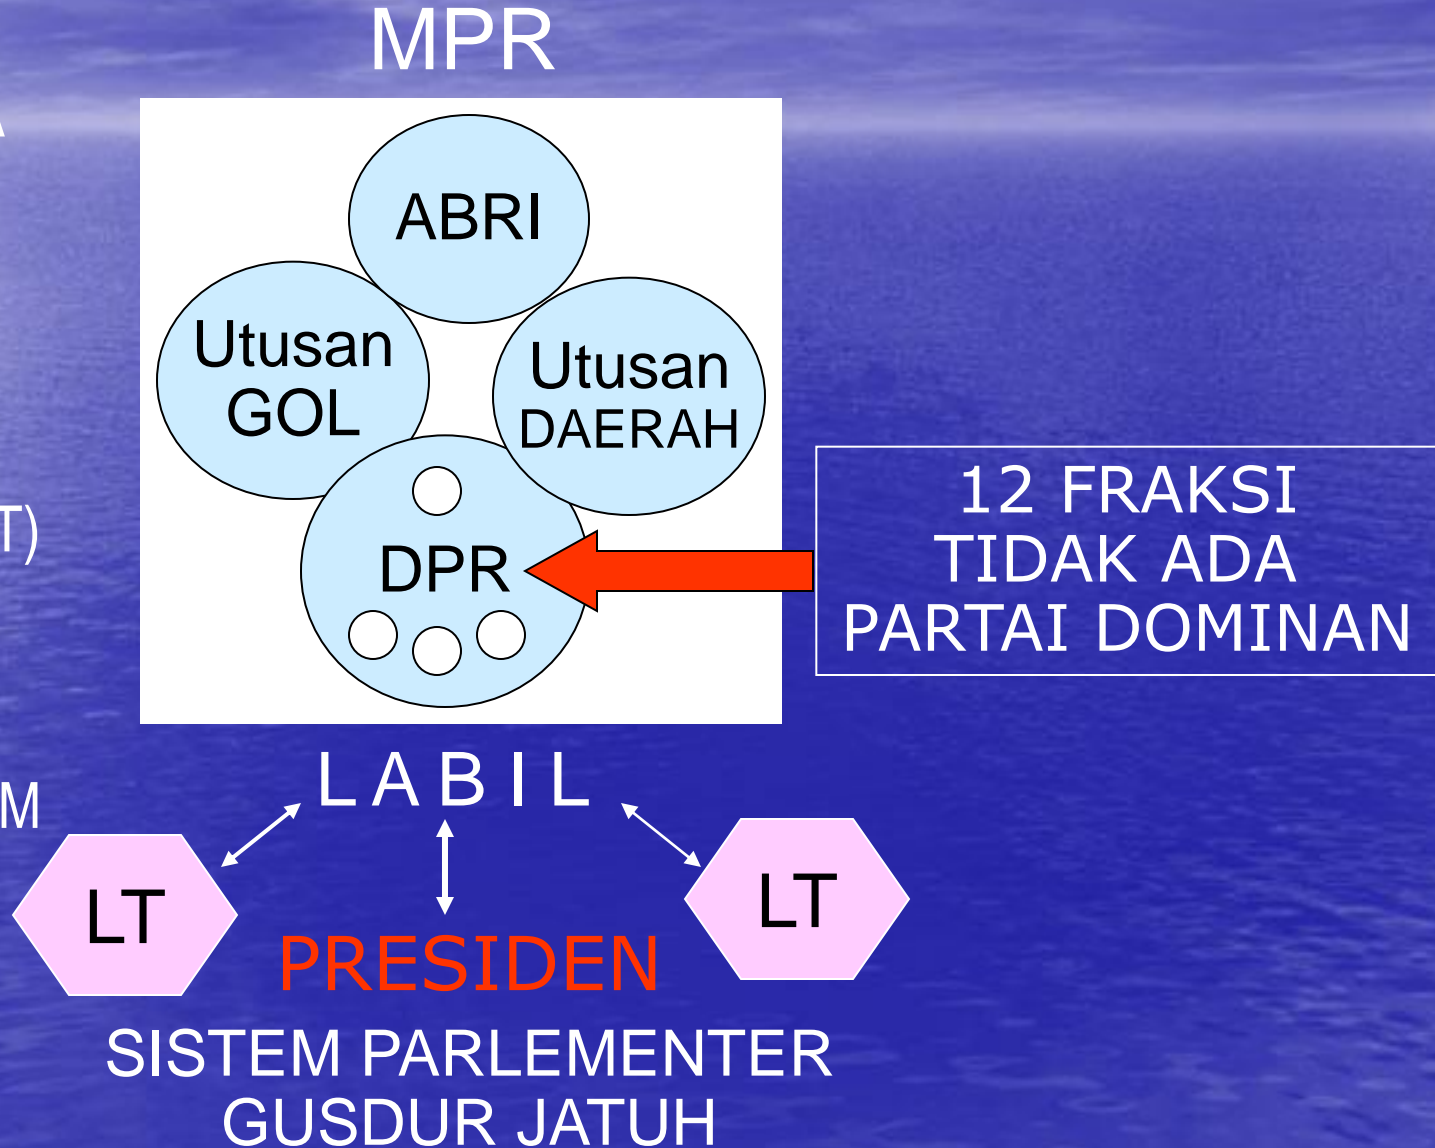 MPR
ABRI
Utusan
GOL
Utusan
DAERAH
DPR
12 FRAKSI
TIDAK ADA
PARTAI DOMINAN
T)
M
L A B I L
LT
LT
PRESIDEN
SISTEM PARLEMENTER
GUSDUR JATUH